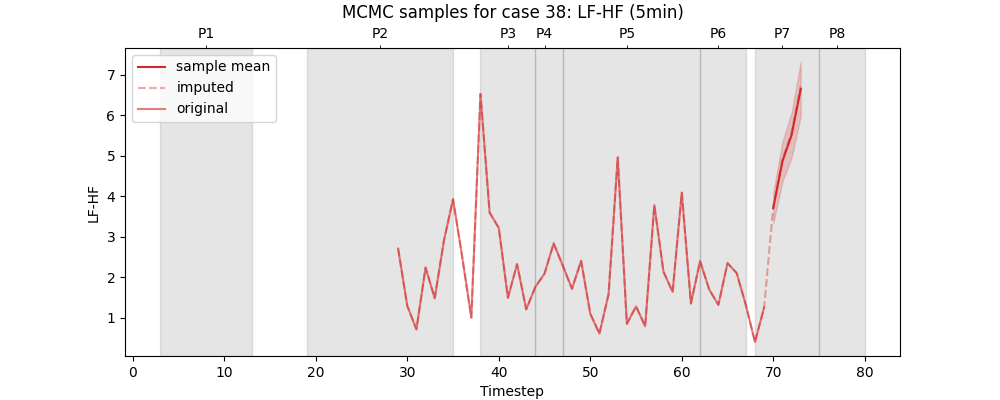 MCMC samples for case 38: LF-HF (5min)
P1 P2 P3 P4 P5 P6 P7 P8
sample mean
imputed
original
7
6
5
4
3
2
1
LF-HF
0 10 20 30 40 50 60 70 80
Timestep